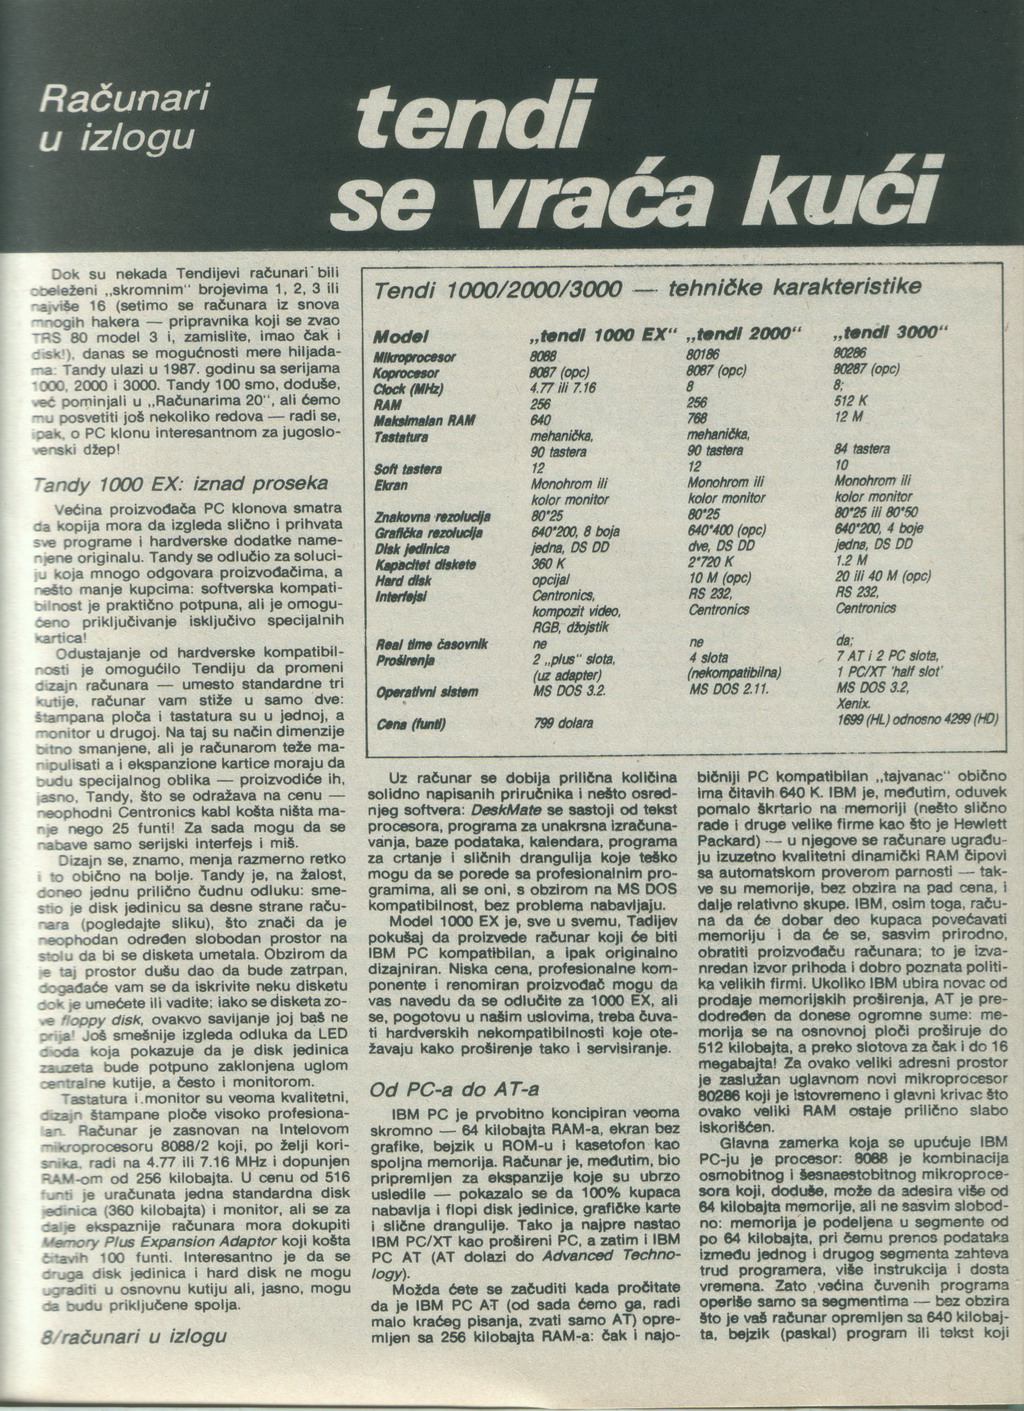 Računari
u izlogu
tendi
se vraća kući
Dok su nekada Tendijevi računari bili
obeleženi „skromnim" brojevima 1, 2, 3 ili
najviše 16 (setimo se računara iz snova
mnogih hakera — pripravnika koji se zvao
TRS 80 model 3 i, zamislite, imao čak i
disk!), danas se mogućnosti mere hiljada-
ma: Tandy ulazi u 1987. godinu sa serijama
1000, 2000 i 3000. Tandy 100 smo, doduše,
već pominjali u „Računarima 20", ali ćemo
mu posvetiti još nekoliko redova — radi se,
ipak, o PC klonu interesantnom za jugoslo-
venski džep!
Tandy 1000 EX: iznad proseka
Većina proizvođača PC klonova smatra
da kopija mora da izgleda slično i prihvata
sve programe i hardverske dodatke name-
njene originalu. Tandy se odlučio za soluci-
ju koja mnogo odgovara proizvođačima, a
nešto manje kupcima: softverska kompati-
bilnost je praktično potpuna, ali je omogu-
ćeno priključivanje isključivo specijalnih
kartica!
Odustajanje od hardverske kompatibil-
nosti je omogućilo Tendiju da promeni
dizajn računara — umesto standardne tri
kutije, računar vam stiže u samo dve:
štampana ploča i tastatura su u jednoj, a
monitor u drugoj. Na taj su način dimenzije
bitno smanjene, ali je računarom teže ma-
nipulisati a i ekspanzione kartice moraju da
budu specijalnog oblika — proizvodiće ih,
jasno, Tandy, što se odražava na cenu —
neophodni Centronics kabl košta ništa ma-
nje nego 25 funti! Za sada mogu da se
nabave samo serijski interfejs i miš.
Dizajn se, znamo, menja razmerno retko
i to obično na bolje. Tandy je, na žalost,
doneo jednu prilično čudnu odluku: sme-
stio je disk jedinicu sa desne strane raču-
nara (pogledajte sliku), što znači da je
neophodan određen slobodan prostor na
stolu da bi se disketa umetala. Obzirom da
je taj prostor dušu dao da bude zatrpan,
događaće vam se da iskrivite neku disketu
dok je umećete ili vadite; iako se disketa zo-
ve floppy disk, ovakvo savijanje joj baš ne
prija! Još smešnije izgleda odluka da LED
dioda koja pokazuje da je disk jedinica
zauzeta bude potpuno zaklonjena uglom
centralne kutije, a često i monitorom.
Tastatura i monitor su veoma kvalitetni,
dizajn štampane ploče visoko profesiona-
lan. Računar je zasnovan na Intelovom
mikroprocesoru 8088/2 koji, po želji kori-
snika, radi na 4.77 ili 7.16 MHz i dopunjen
RAM-om od 256 kilobajta. U cenu od 516
funti je uračunata jedna standardna disk
jedinica (360 kilobajta) i monitor, ali se za
dalje ekspaznije računara mora dokupiti
Memory Plus Expansion Adaptor koji košta
čitavih 100 funti. Interesantno je da se
druga disk jedinica i hard disk ne mogu
ugraditi u osnovnu kutiju ali, jasno, mogu
da budu priključene spolja.
Tendi 1000/2000/3000 — tehničke karakteristike
Model „tendi 1000 EX" „tendi 2000" „tendi 3000"
Mikroprocesor 8088 80186 80286
Koprocesor 8087 (opc) 8087 (opc) 80287 (opc)
Clock (MHz) 4.77 ili 7.16 8 8;
RAM 256 256 512 K
Maksimalan RAM 640 768 12 M
Tastatura mehanička, mehanička,
90 tastera 90 tastera 84 tastera
Soft tastera 12 12 10
Ekran Monohrom ili Monohrom ili Monohrom ili
kolor monitor kolor monitor kolor monitor
Znakovna rezolucija 80*25 80*25 80*25 ili 80*50
Grafička rezolucija 640*200, 8 boja 640*400 (opc) 640*200, 4 boje
Disk jedinica jedna, DS DD dve, DS DD jedna, DS DD
Kapacitet diskete 360 K 2*720 K 1.2 M
Hard disk opcijal 10 M (opc) 20 ili 40 M (opc)
Interfejsi Centronics, RS 232, RS 232,
kompozit video, Centronics Centronics
RGB, džojstik
Real time časovnik ne ne da;
Proširenja 2 „plus" slota, 4 slota 7 AT i 2 PC slota,
(uz adapter) (nekompatibilna) 1 PC/XT 'half slot'
Operativni sistem MS DOS 3.2. MS DOS 2.11. MS DOS 3.2,
Xenix.
Cena (funti) 799 dolara 1699 (HL) odnosno 4299 (HD)
Uz računar se dobija prilična količina
solidno napisanih priručnika i nešto osred-
njeg softvera: DeskMate se sastoji od tekst
procesora, programa za unakrsna izračuna-
vanja, baze podataka, kalendara, programa
za crtanje i sličnih drangulija koje teško
mogu da se porede sa profesionalnim pro-
gramima, ali se oni, s obzirom na MS DOS
kompatibilnost, bez problema nabavljaju.
Model 1000 EX je, sve u svemu, Tadijev
pokušaj da proizvede računar koji će biti
IBM PC kompatibilan, a ipak originalno
dizajniran. Niska cena, profesionalne kom-
ponente i renomiran proizvođač mogu da
vas navedu da se odlučite za 1000 EX, ali
se, pogotovu u našim uslovima, treba čuva-
ti hardverskih nekompatibilnosti koje ote-
žavaju kako proširenje tako i servisiranje.
Od PC-a do AT-a
IBM PC je prvobitno koncipiran veoma
skromno — 64 kilobajta RAM-a, ekran bez
grafike, bejzik u ROM-u i kasetofon kao
spoljna memorija. Računar je, međutim, bio
pripremljen za ekspanzije koje su ubrzo
usledile — pokazalo se da 100% kupaca
nabavlja i flopi disk jedinice, grafičke karte
i slične drangulije. Tako ja najpre nastao
IBM PC/XT kao prošireni PC, a zatim i IBM
PC AT (AT dolazi do Advanced Techno-
logy).
Možda ćete se začuditi kada pročitate
da je IBM PC AT (od sada ćemo ga, radi
malo kraćeg pisanja, zvati samo AT) opre-
mljen sa 256 kilobajta RAM-a: čak i najo-
bičniji PC kompatibilan „tajvanac" obično
ima čitavih 640 K. IBM je, međutim, oduvek
pomalo škrtario na memoriji (nešto slično
rade i druge velike firme kao što je Hewlett
Packard) — u njegove se računare ugrađu-
ju izuzetno kvalitetni dinamički RAM čipovi
sa automatskom proverom parnosti — tak-
ve su memorije, bez obzira na pad cena, i
dalje relativno skupe. IBM, osim toga, raču-
na da će dobar deo kupaca povećavati
memoriju i da će se, sasvim prirodno,
obratiti proizvođaču računara; to je izva-
nredan izvor prihoda i dobro poznata politi-
ka velikih firmi. Ukoliko IBM ubira novac od
prodaje memorijskih proširenja, AT je pre-
dodređen da donese ogromne sume: me-
morija se na osnovnoj ploči proširuje do
512 kilobajta, a preko slotova za čak i do 16
megabajta! Za ovako veliki adresni prostor
je zaslužan uglavnom novi mikroprocesor
80286 koji je istovremeno i glavni krivac što
ovako veliki RAM ostaje prilično slabo
iskorišćen.
Glavna zamerka koja se upućuje IBM
PC-ju je procesor: 8088 je kombinacija
osmobitnog i šesnaestobitnog mikroproce-
sora koji, doduše, može da adesira više od
64 kilobajta memorije, ali ne sasvim slobod-
no: memorija je podeljena u segmente od
po 64 kilobajta, pri čemu prenos podataka
između jednog i drugog segmenta zahteva
trud programera, više instrukcija i dosta
vremena. Zato većina čuvenih programa
operiše samo sa segmentima — bez obzira
što je vaš računar opremljen sa 640 kilobaj-
ta, bejzik (paskal) program ili tekst koji
8/računari u izlogu